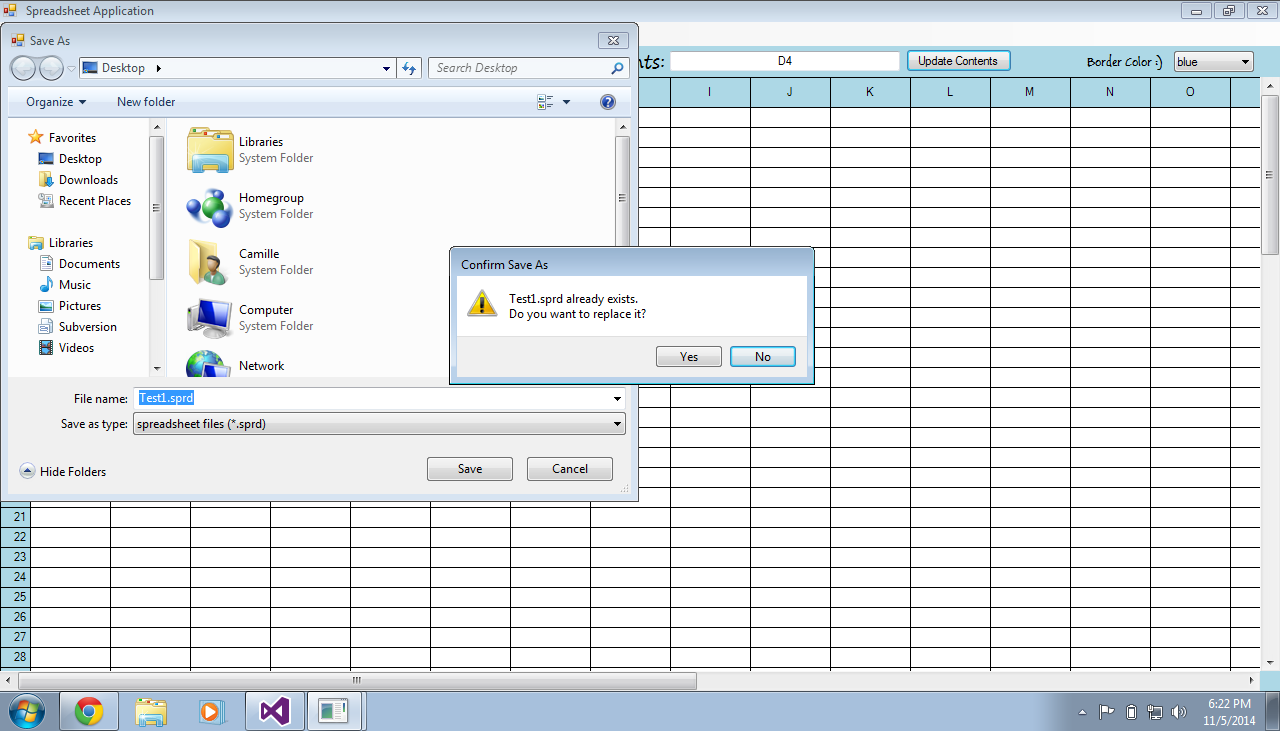 Spreadsheet Application
Save As
Desktop
Search Desktop
D4
Update Contents
Border Color :)
blue
Organize
New folder
I J K L M N O
Favorites
Desktop
Downloads
Recent Places
Libraries
Documents
Music
Pictures
Subversion
Videos
Libraries
System Folder
Homegroup
System Folder
Camille
System Folder
Computer
System Folder
Network
Confirm Save As
Test1.sprd already exists.
Do you want to replace it?
Yes
No
File name: Test1.sprd
Save as type: spreadsheet files (*.sprd)
Hide Folders
Save
Cancel
21
22
23
24
25
26
27
28
6:22 PM
11/5/2014